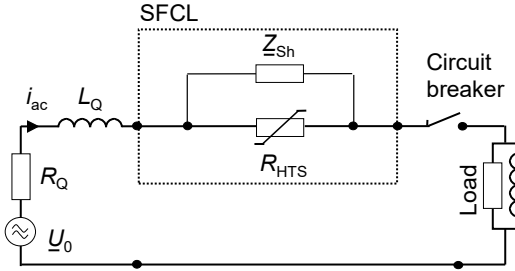 SFCL
Z_Sh
Circuit
breaker
i_ac
L_Q
R_HTS
R_Q
Load
U_0